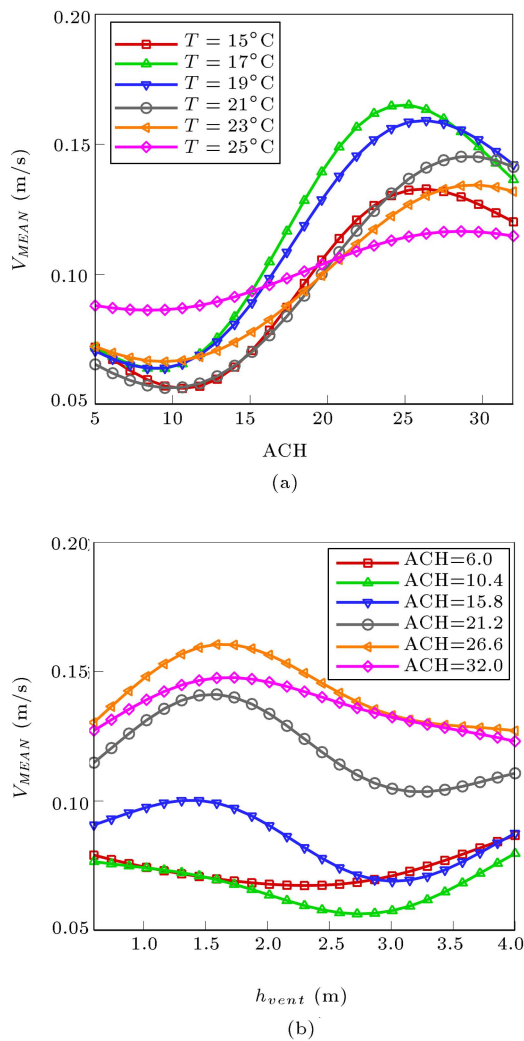 (a)
0.20
0.15
0.10
0.05
V_MEAN (m/s)
T = 15°C
T = 17°C
T = 19°C
T = 21°C
T = 23°C
T = 25°C
5 10 15 20 25 30
ACH
(a)
0.20
0.15
0.10
0.05
V_MEAN (m/s)
ACH=6.0
ACH=10.4
ACH=15.8
ACH=21.2
ACH=26.6
ACH=32.0
1.0 1.5 2.0 2.5 3.0 3.5 4.0
h_vent (m)
(b)